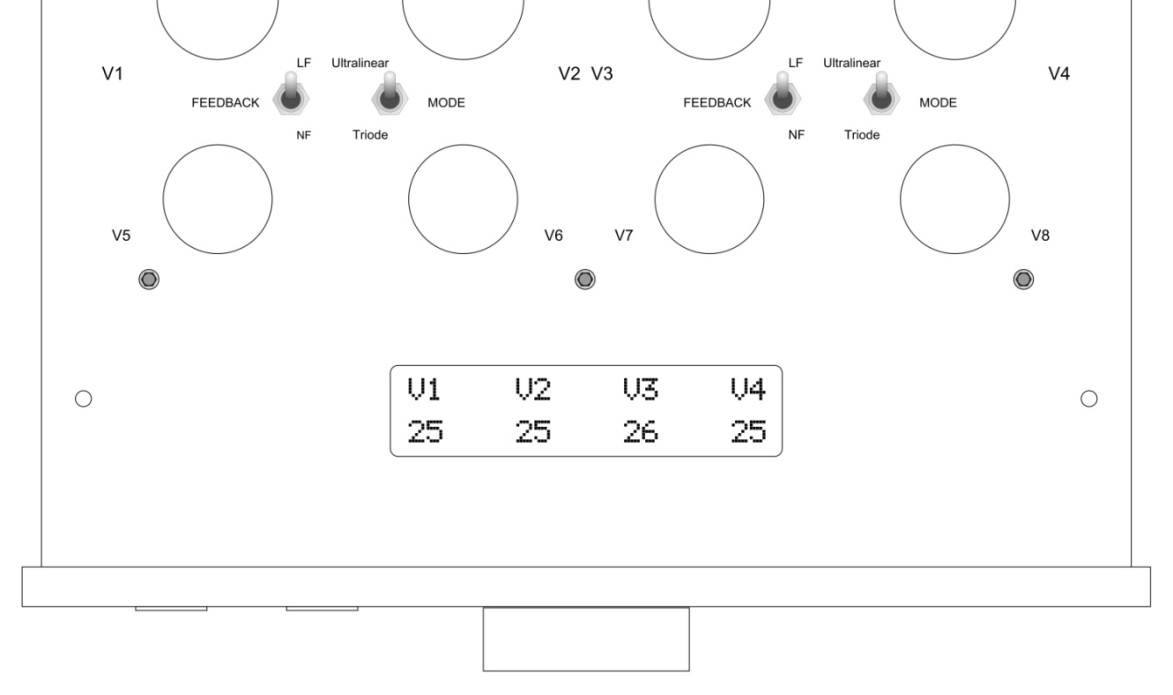 LF Ultralinear LF Ultralinear
V1 V2 V3 V4
FEEDBACK MODE FEEDBACK MODE
NF Triode NF Triode
V5 V6 V7 V8
V1 V2 V3 V4
25 25 26 25